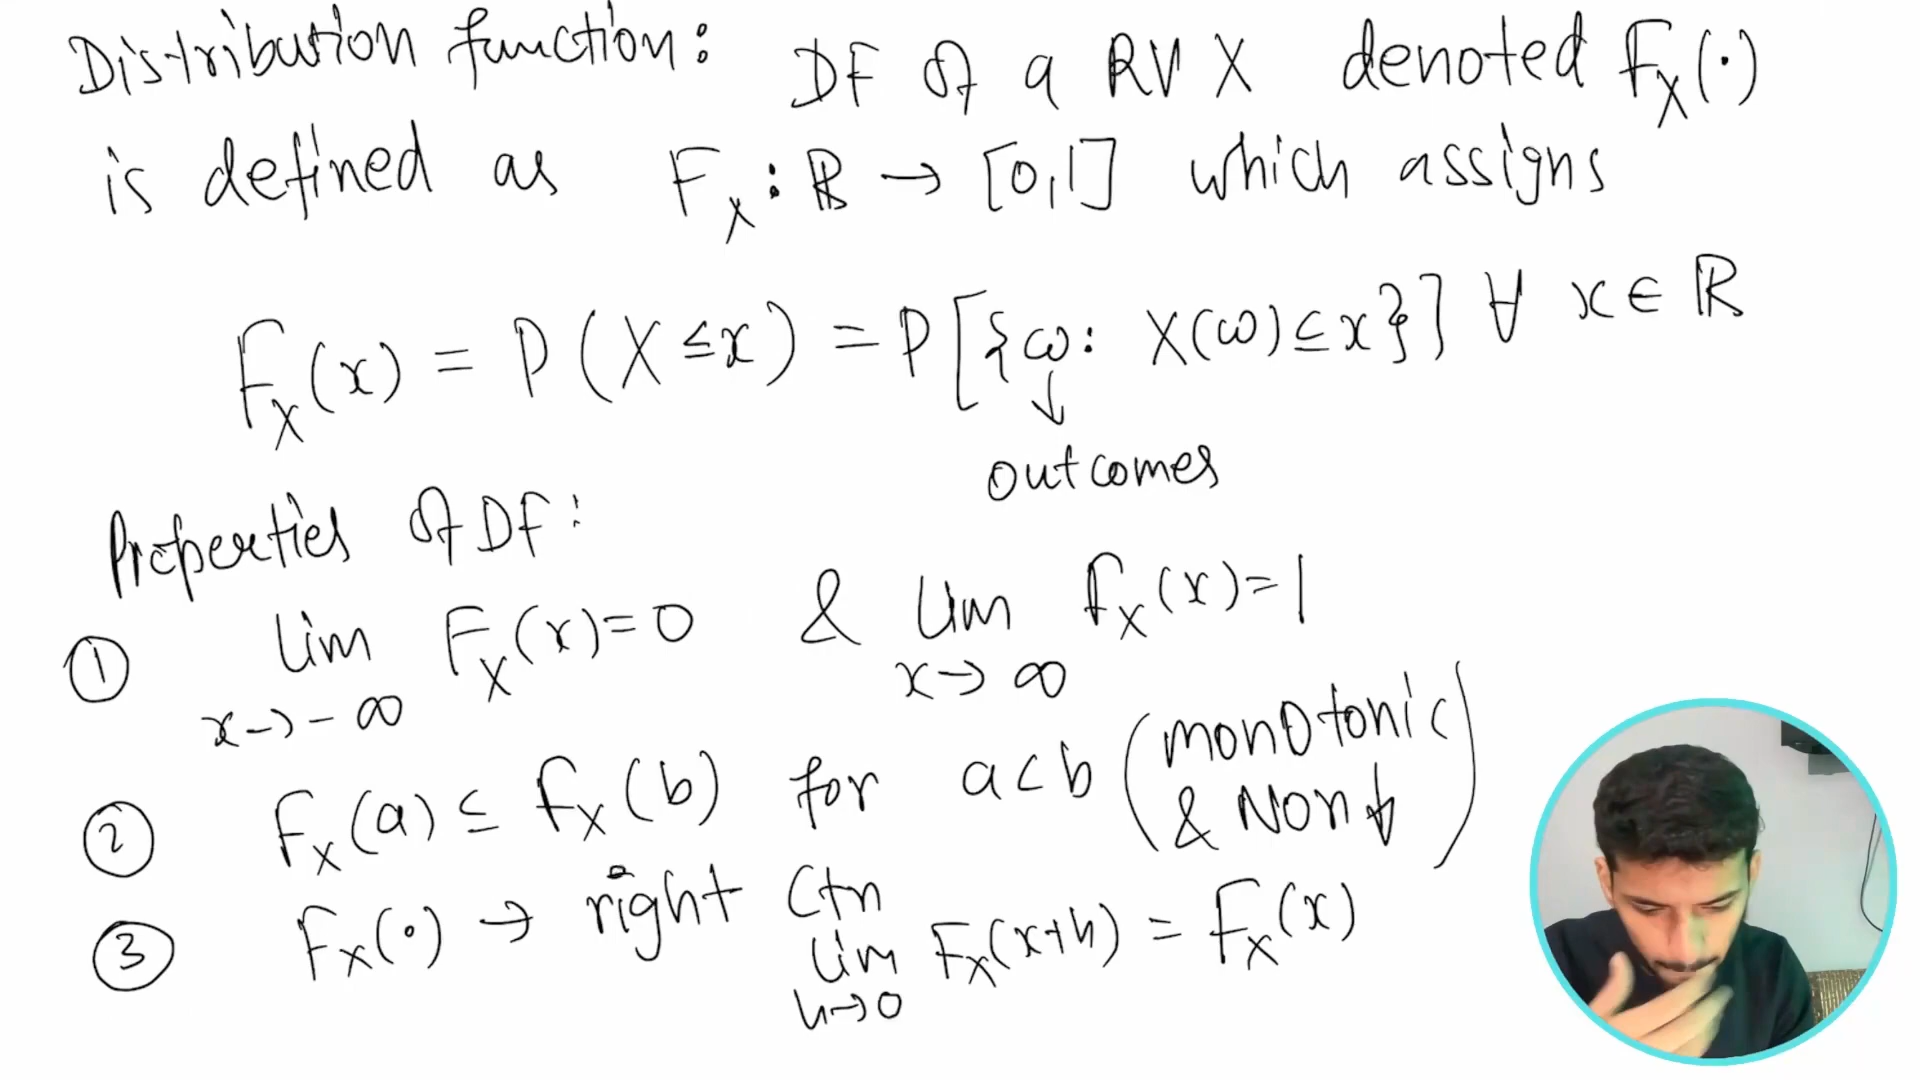 Distribution function: DF of a RV X denoted Fₓ(·)
is defined as Fₓ : ℝ → [0,1] which assigns
Fₓ(x) = P(X ≤ x) = P[{ω: X(ω) ≤ x}] ∀ x ∈ ℝ
↓
outcomes
Properties of DF:
① lim x→-∞ Fₓ(x) = 0 & lim x→∞ Fₓ(x) = 1
② Fₓ(a) ≤ Fₓ(b) for a < b (monotonic & Non ↓)
③ Fₓ(·) → right ctn
lim h→0 Fₓ(x+h) = Fₓ(x)